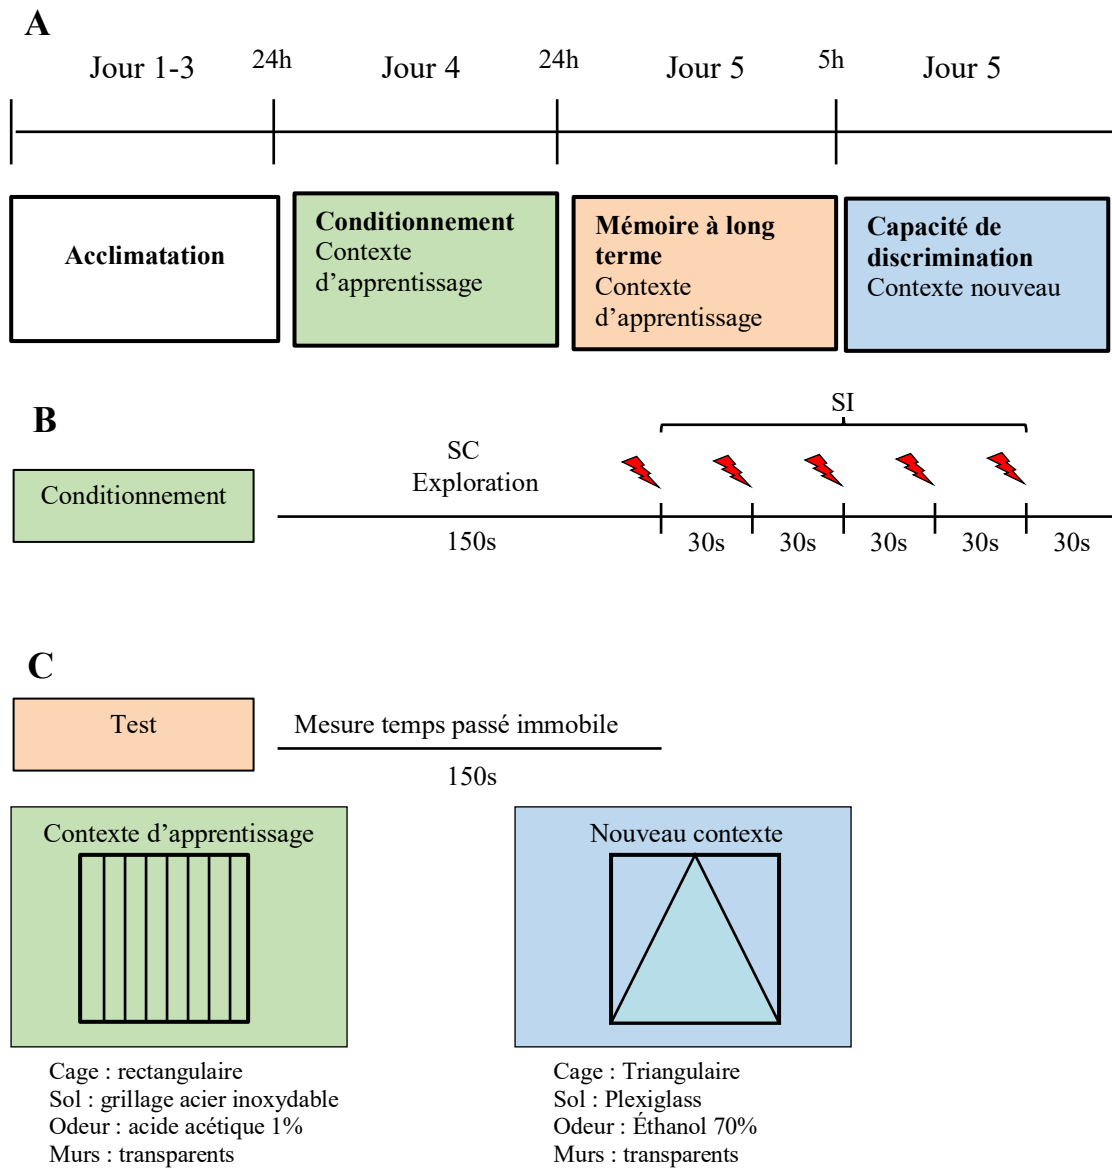 A
Jour 1-3
24h
Jour 4
24h
Jour 5
5h
Jour 5
Acclimatation
Conditionnement
Contexte
d’apprentissage
Mémoire à long
terme
Contexte
d’apprentissage
Capacité de
discrimination
Contexte nouveau
B
Conditionnement
SC
Exploration
SI
150s
30s
30s
30s
30s
30s
C
Test
Mesure temps passé immobile
150s
Contexte d’apprentissage
Cage : rectangulaire
Sol : grillage acier inoxydable
Odeur : acide acétique 1%
Murs : transparents
Nouveau contexte
Cage : Triangulaire
Sol : Plexiglass
Odeur : Éthanol 70%
Murs : transparents